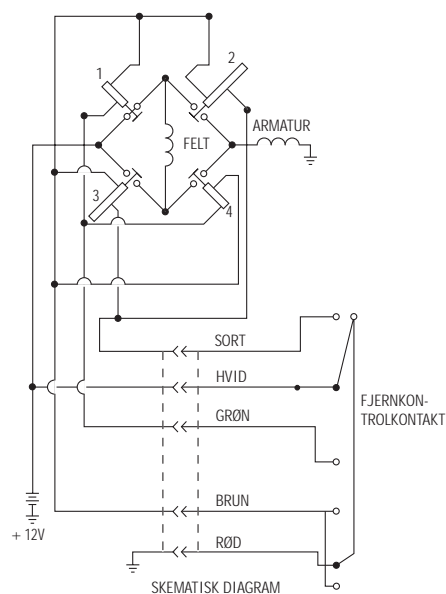 1
2
FELT
ARMATUR
3
4
SORT
HVID
FJERNKON-
TROLKONTAKT
GRØN
BRUN
+ 12V
RØD
SKEMATISK DIAGRAM